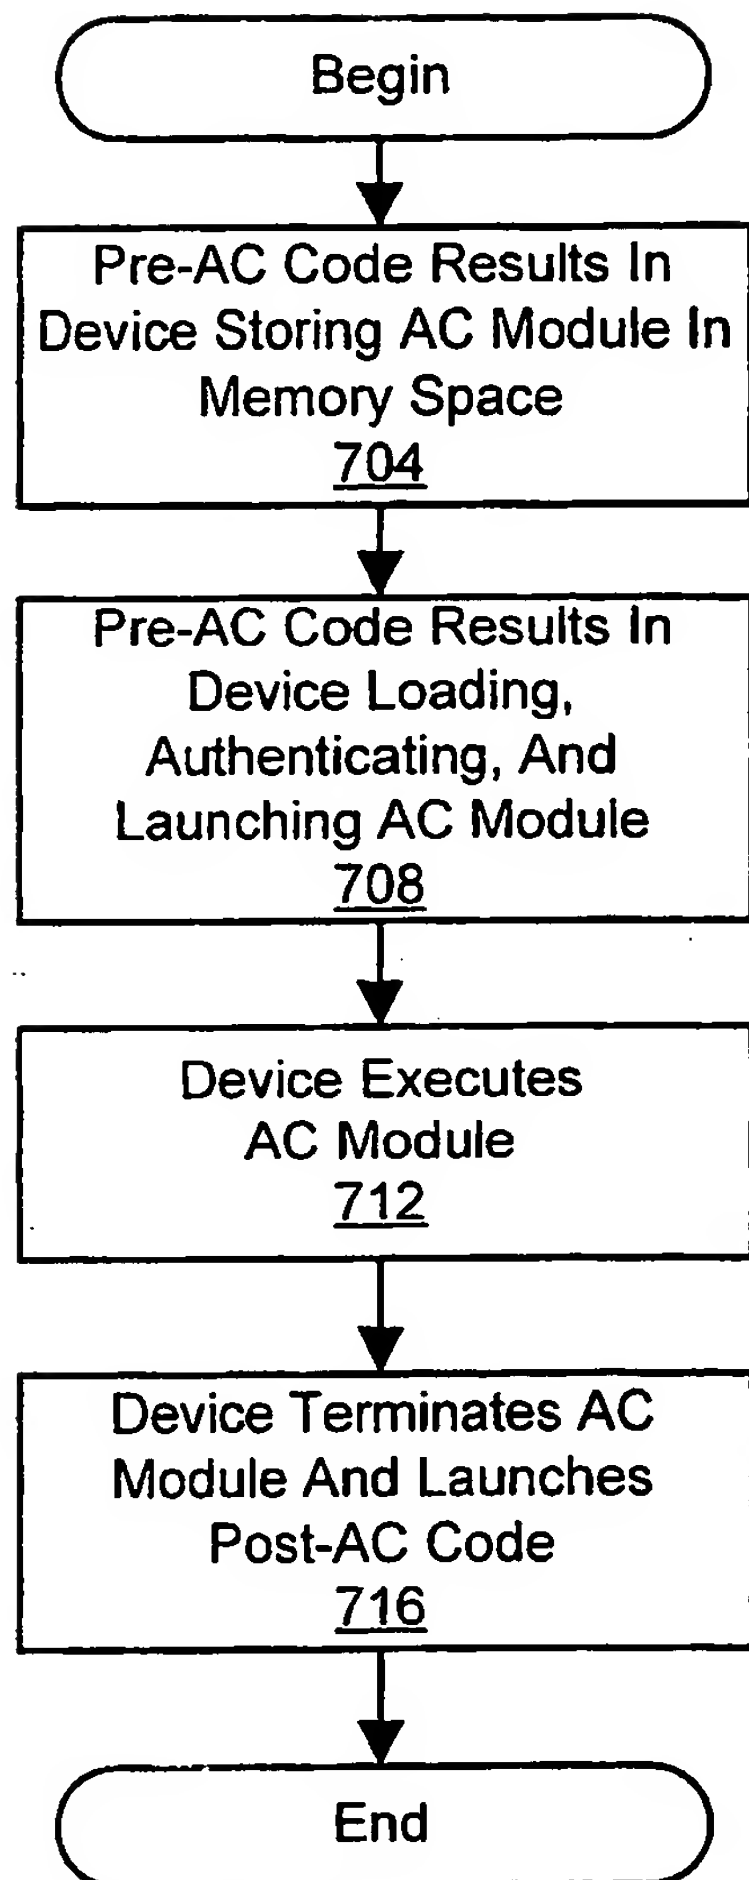 Begin
Pre-AC Code Results In
Device Storing AC Module In
Memory Space
704
Pre-AC Code Results In
Device Loading,
Authenticating, And
Launching AC Module
708
Device Executes
AC Module
712
Device Terminates AC
Module And Launches
Post-AC Code
716
End